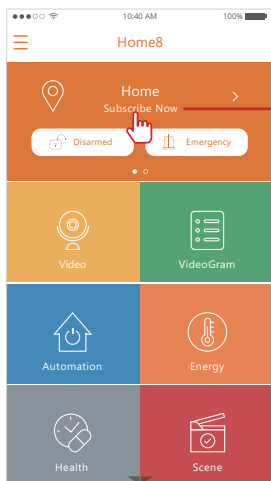 10:40 AM 100%
Home8
Home
Subscribe Now
Disarmed Emergency
Video VideoGram
Automation Energy
Health Scene